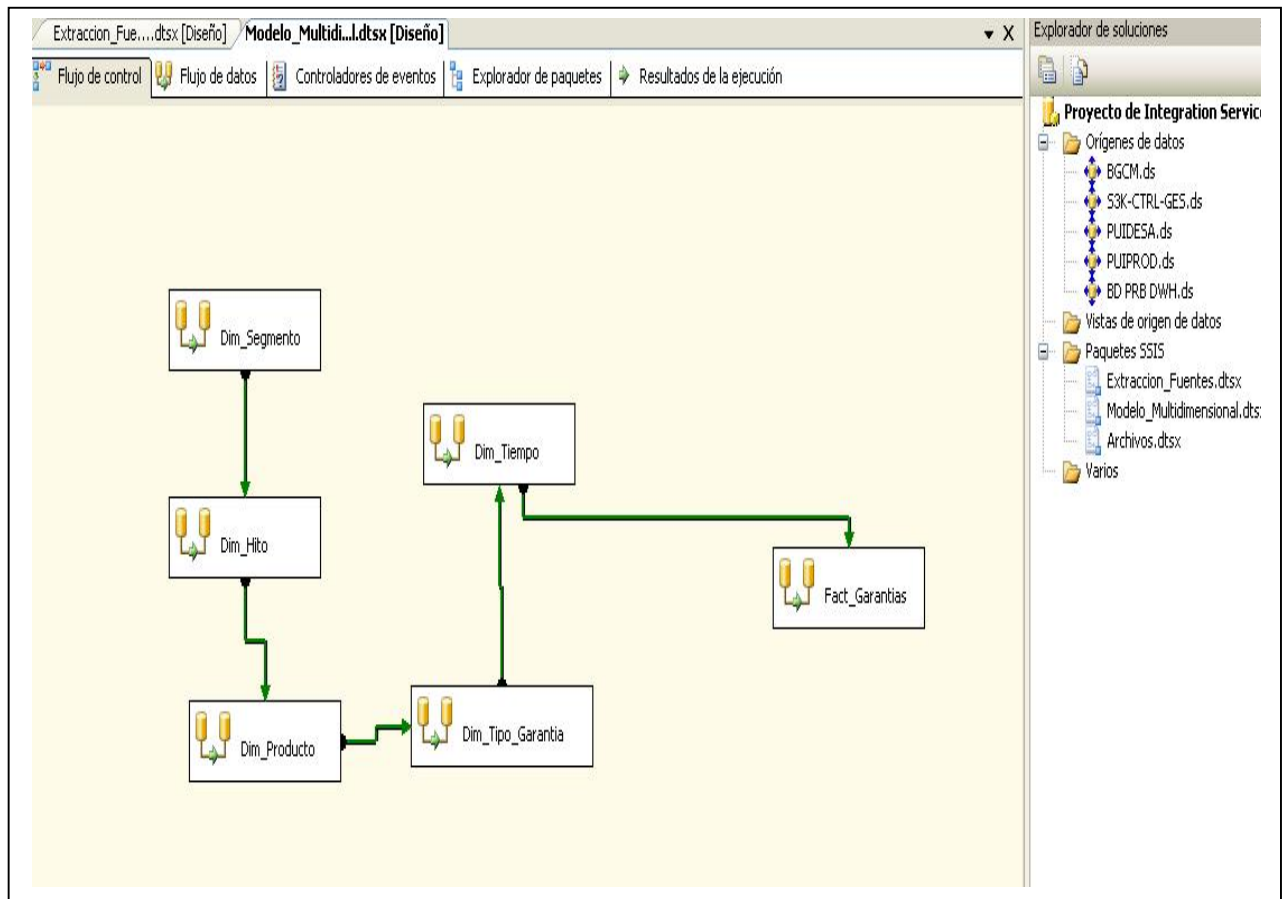 Extraccion_Fue....dtsx [Diseño]
Modelo_Multidi...l.dtsx [Diseño]
Flujo de control
Flujo de datos
Controladores de eventos
Explorador de paquetes
Resultados de la ejecución
Dim_Segmento
Dim_Tiempo
Dim_Hito
Fact_Garantias
Dim_Producto
Dim_Tipo_Garantia
Explorador de soluciones
Proyecto de Integration Servic
Orígenes de datos
BGCM.ds
S3K-CTRL-GES.ds
PUIDESA.ds
PUIPROD.ds
BD PRB DWH.ds
Vistas de origen de datos
Paquetes SSIS
Extraccion_Fuentes.dtsx
Modelo_Multidimensional.dts
Archivos.dtsx
Varios